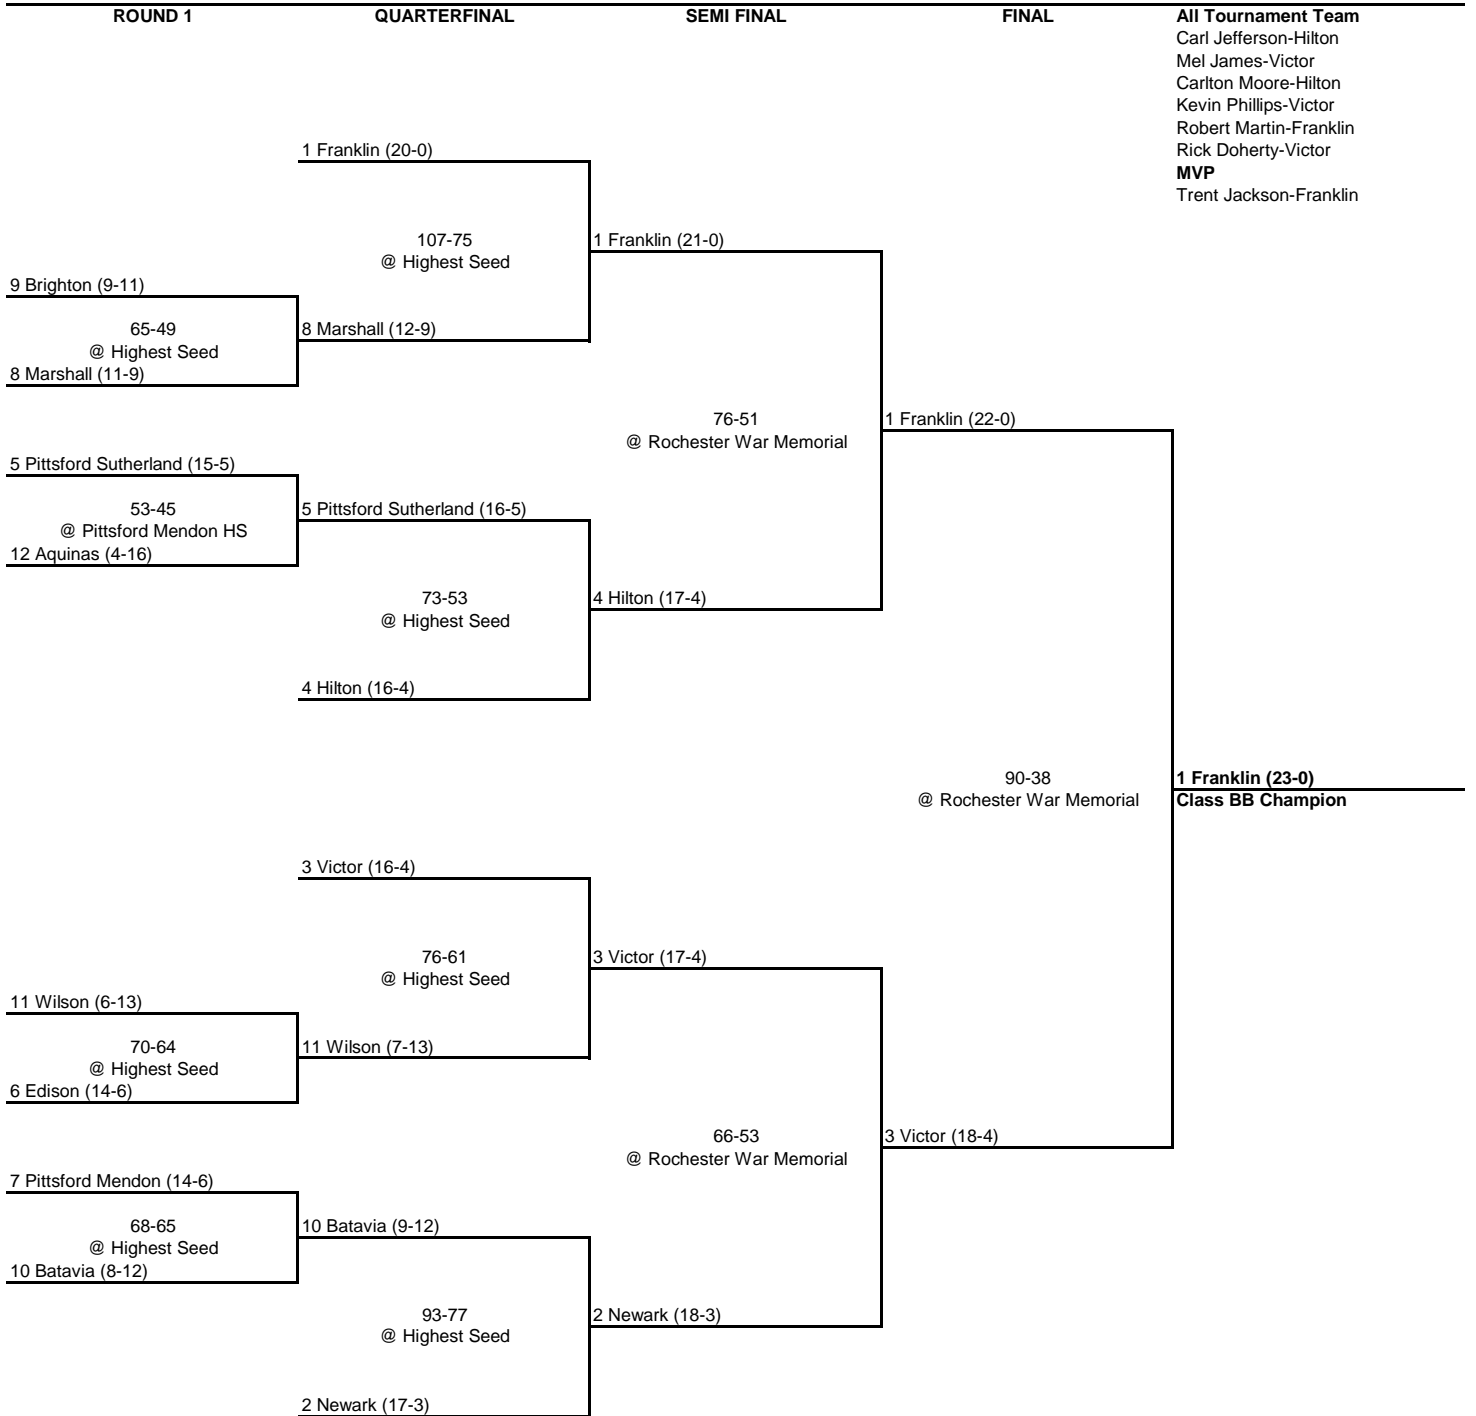 ROUND 1
QUARTERFINAL
SEMI FINAL
FINAL
All Tournament Team
Carl Jefferson-Hilton
Mel James-Victor
Carlton Moore-Hilton
Kevin Phillips-Victor
Robert Martin-Franklin
Rick Doherty-Victor
MVP
Trent Jackson-Franklin
1 Franklin (20-0)
107-75
@ Highest Seed
1 Franklin (21-0)
9 Brighton (9-11)
65-49
@ Highest Seed
8 Marshall (12-9)
8 Marshall (11-9)
76-51
@ Rochester War Memorial
1 Franklin (22-0)
5 Pittsford Sutherland (15-5)
53-45
@ Pittsford Mendon HS
5 Pittsford Sutherland (16-5)
12 Aquinas (4-16)
73-53
@ Highest Seed
4 Hilton (17-4)
4 Hilton (16-4)
90-38
@ Rochester War Memorial
1 Franklin (23-0)
Class BB Champion
3 Victor (16-4)
76-61
@ Highest Seed
3 Victor (17-4)
11 Wilson (6-13)
70-64
@ Highest Seed
11 Wilson (7-13)
6 Edison (14-6)
66-53
@ Rochester War Memorial
3 Victor (18-4)
7 Pittsford Mendon (14-6)
68-65
@ Highest Seed
10 Batavia (9-12)
10 Batavia (8-12)
93-77
@ Highest Seed
2 Newark (18-3)
2 Newark (17-3)